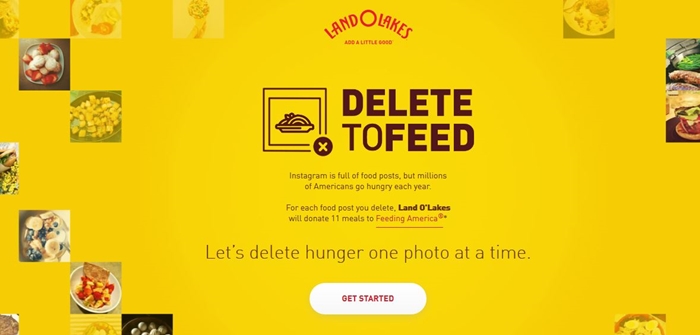 LAND O LAKES
ADD A LITTLE GOOD
DELETE
TOFEED
Instagram is full of food posts, but millions
of Americans go hungry each year.
For each food post you delete, Land O'Lakes
will donate 11 meals to Feeding America®*
Let's delete hunger one photo at a time.
GET STARTED